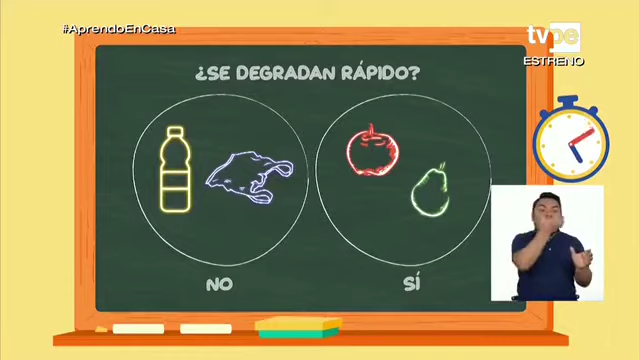 #AprendoEnCasa
tvpe
ESTRENO
¿SE DEGRADAN RÁPIDO?
NO
SÍ